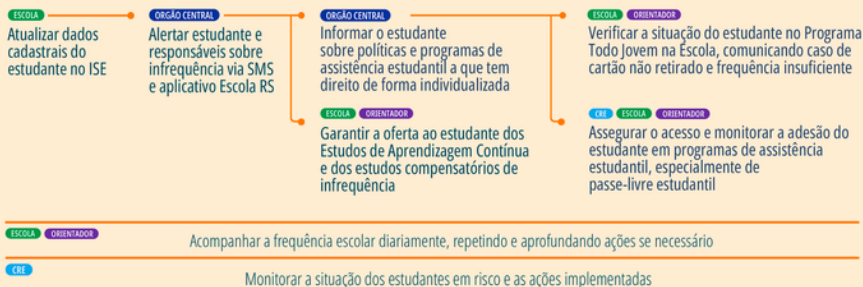 ESCOLA
Atualizar dados
cadastrais do
estudante no ISE
ORGÃO CENTRAL
Alertar estudante e
responsáveis sobre
infrequência via SMS
e aplicativo Escola RS
ORGÃO CENTRAL
Informar o estudante
sobre políticas e programas de
assistência estudantil a que tem
direito de forma individualizada
ESCOLA ORIENTADOR
Garantir a oferta ao estudante dos
Estudos de Aprendizagem Contínua
e dos estudos compensatórios de
infrequência
ESCOLA ORIENTADOR
Verificar a situação do estudante no Programa
Todo Jovem na Escola, comunicando caso de
cartão não retirado e frequência insuficiente
CRE ESCOLA ORIENTADOR
Assegurar o acesso e monitorar a adesão do
estudante em programas de assistência
estudantil, especialmente de
passe-livre estudantil
ESCOLA ORIENTADOR
Acompanhar a frequência escolar diariamente, repetindo e aprofundando ações se necessário
CRE
Monitorar a situação dos estudantes em risco e as ações implementadas